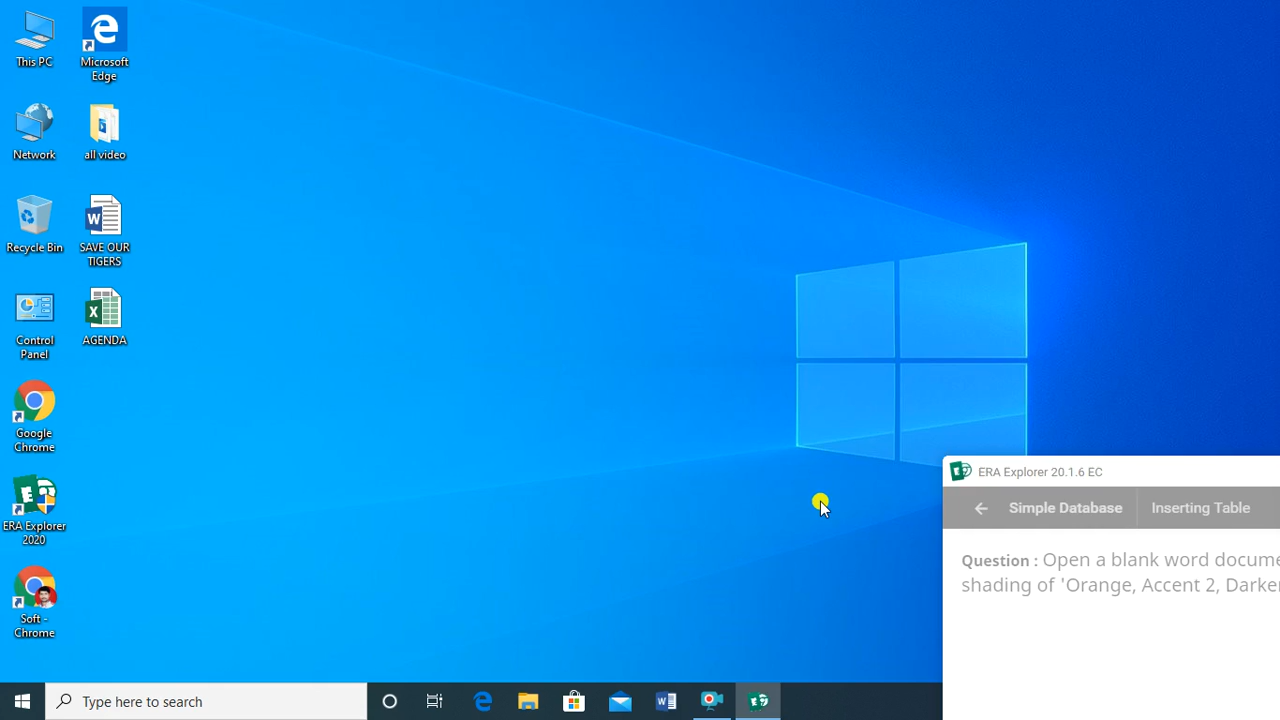 This PC
Microsoft
Edge
Network
all video
Recycle Bin
SAVE OUR
TIGERS
Control
Panel
AGENDA
Google
Chrome
ERA Explorer
2020
Soft -
Chrome
ERA Explorer 20.1.6 EC
Simple Database
Inserting Table
Question : Open a blank word docume
shading of 'Orange, Accent 2, Darker
Type here to search